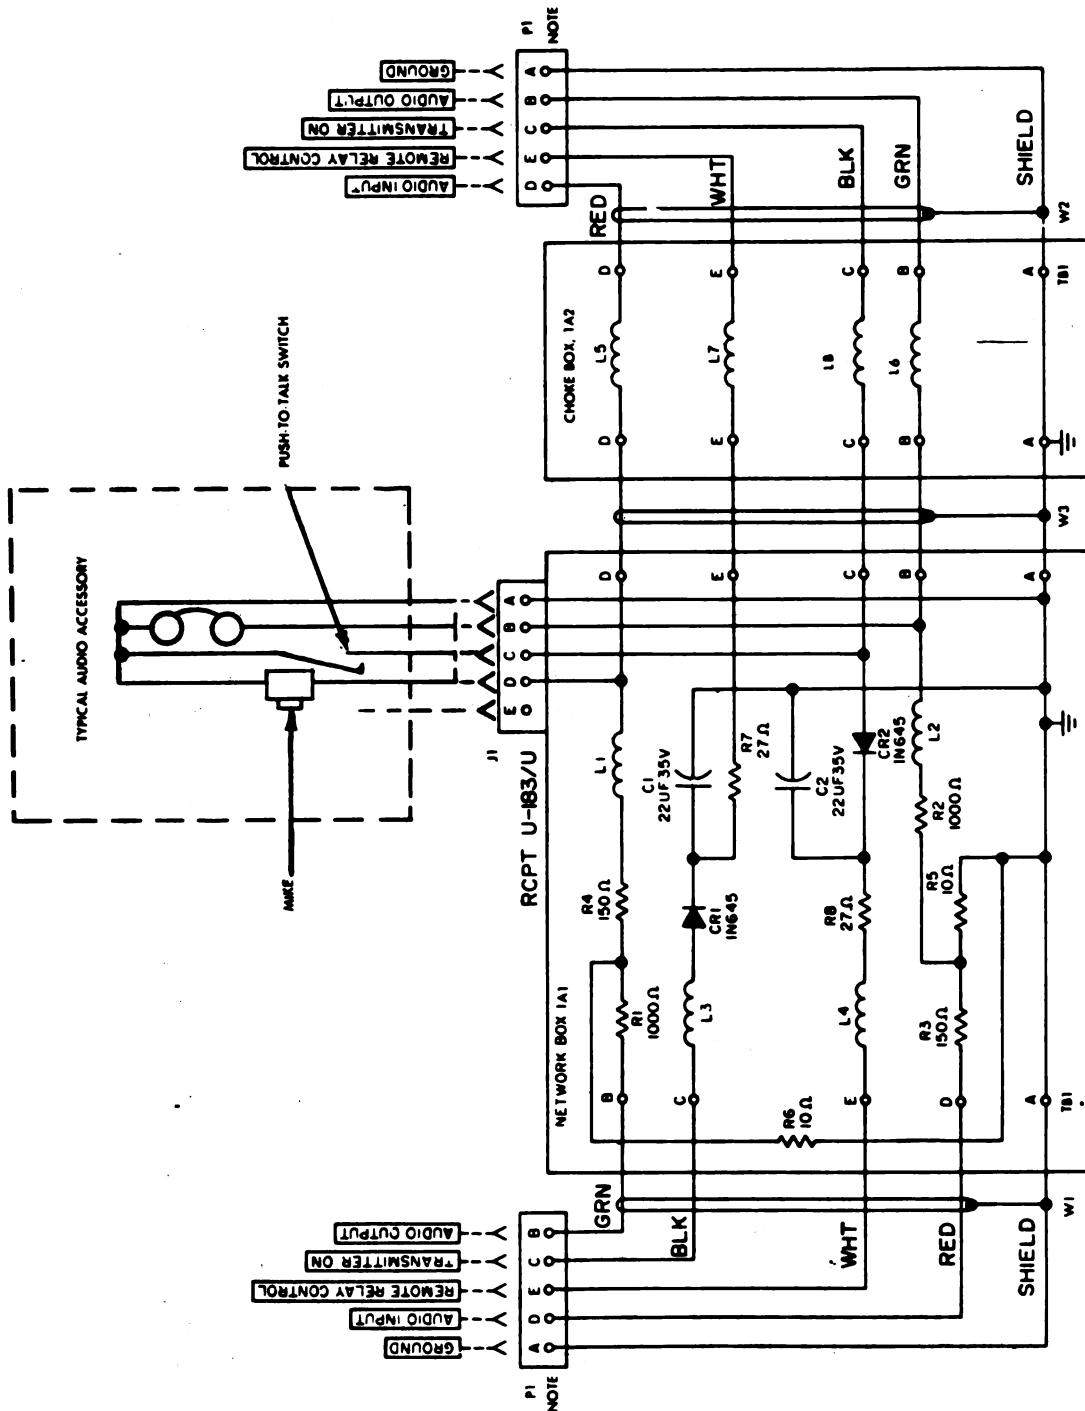 TYPICAL AUDIO ACCESSORY
PUSH-TO-TALK SWITCH
MIKE
J1
E
D
C
B
A
RCPT U-183/U
P1
NOTE
GROUND
AUDIO INPUT
REMOTE RELAY CONTROL
TRANSMITTER ON
AUDIO OUTPUT
A
D
E
C
B
GRN
BLK
WHT
RED
SHIELD
W1
NETWORK BOX 1A1
B
C
E
D
A
TB1
R6
10Ω
R1
1000Ω
R4
150Ω
L1
L3
CR1
1N645
C1
22UF35V
R7
27Ω
C2
22UF35V
L4
R8
27Ω
CR2
1N645
R3
150Ω
R5
10Ω
R2
1000Ω
L2
D
E
C
B
A
W3
CHOKE BOX, 1A2
D
E
C
B
A
L5
L7
L8
L6
D
E
C
B
A
TB1
RED
WHT
BLK
GRN
SHIELD
W2
P1
NOTE
D
E
C
B
A
AUDIO INPUT
REMOTE RELAY CONTROL
TRANSMITTER ON
AUDIO OUTPUT
GROUND